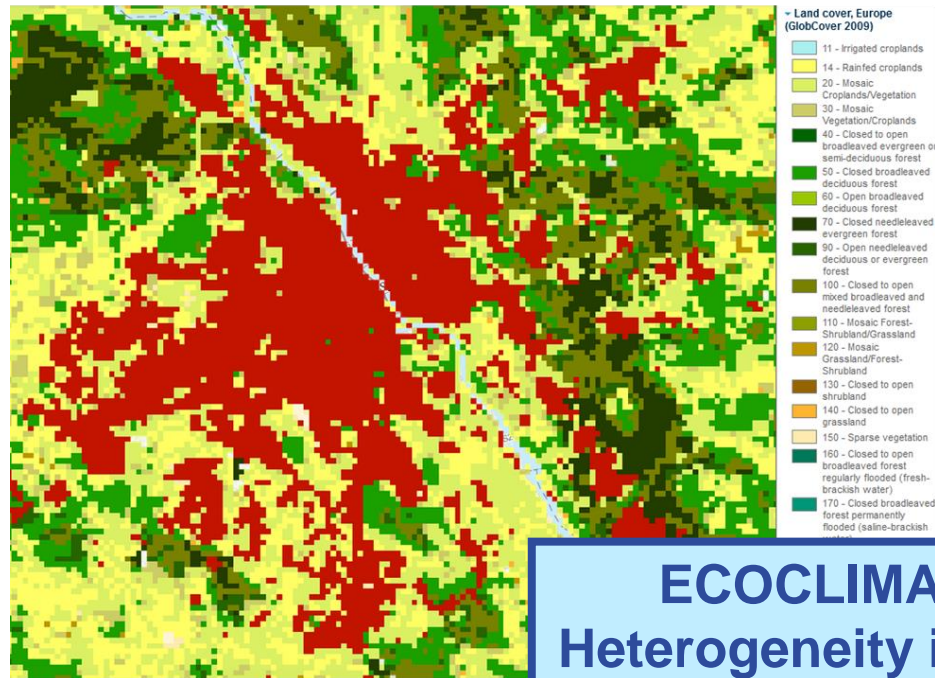 Land cover, Europe
(GlobCover 2009)
11 - Irrigated croplands
14 - Rainfed croplands
20 - Mosaic
Croplands/Vegetation
30 - Mosaic
Vegetation/Croplands
40 - Closed to open
broadleaved evergreen or
semi-deciduous forest
50 - Closed broadleaved
deciduous forest
60 - Open broadleaved
deciduous forest
70 - Closed needleleaved
evergreen forest
90 - Open needleleaved
deciduous or evergreen
forest
100 - Closed to open
mixed broadleaved and
needleleaved forest
110 - Mosaic Forest-
Shrubland/Grassland
120 - Mosaic
Grassland/Forest-
Shrubland
130 - Closed to open
shrubland
140 - Closed to open
grassland
150 - Sparse vegetation
160 - Closed to open
broadleaved forest
regularly flooded (fresh-
brackish water)
170 - Closed broadleaved
forest permanently
flooded (saline-brackish
ECOCLIMA
Heterogeneity i